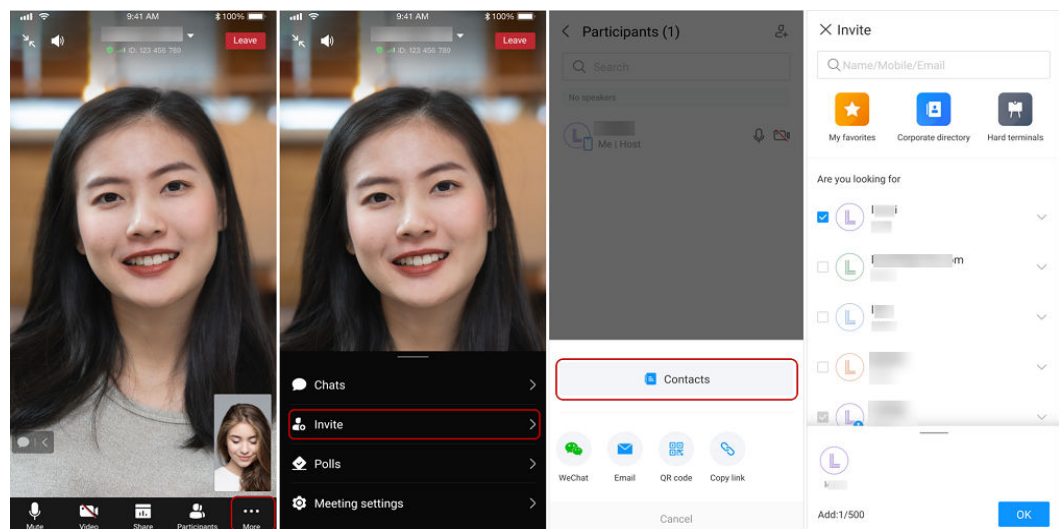 9:41 AM
100%
ID: 123 456 789
Leave
Mute
Video
Share
Participants
More
9:41 AM
100%
ID: 123 456 789
Leave
Chats
Invite
Polls
Meeting settings
Participants (1)
Search
No speakers
L
Me | Host
Contacts
WeChat
Email
QR code
Copy link
Cancel
Invite
Name/Mobile/Email
My favorites
Corporate directory
Hard terminals
Are you looking for
L
L
L
L
L
L
Add:1/500
OK